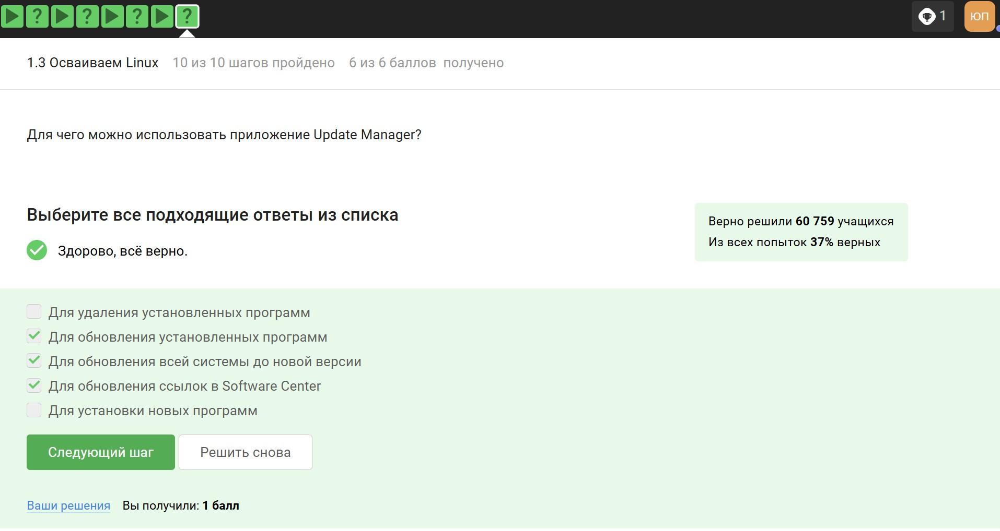 ? ? ? ?
1
ЮП
1.3 Осваиваем Linux 10 из 10 шагов пройдено 6 из 6 баллов получено
Для чего можно использовать приложение Update Manager?
Выберите все подходящие ответы из списка
Здорово, всё верно.
Верно решили 60 759 учащихся
Из всех попыток 37% верных
Для удаления установленных программ
Для обновления установленных программ
Для обновления всей системы до новой версии
Для обновления ссылок в Software Center
Для установки новых программ
Следующий шаг Решить снова
Ваши решения Вы получили: 1 балл